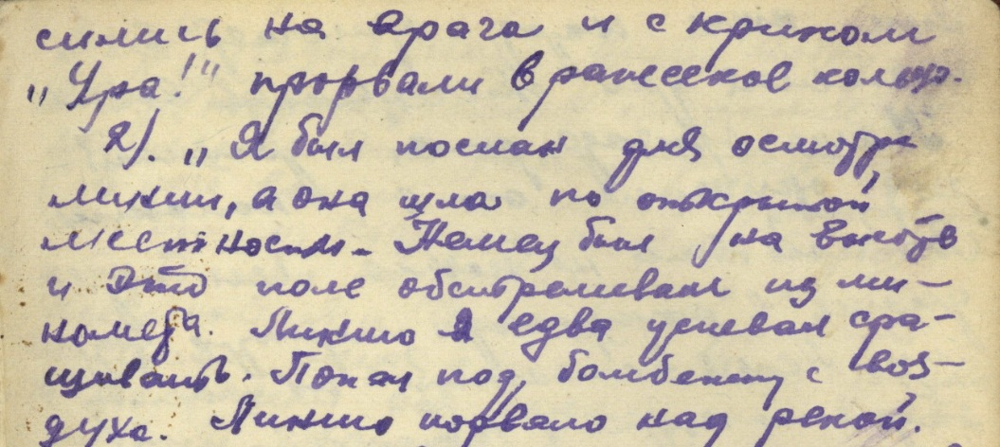 сились на врага и с криком
„Ура!" прорвали вражеское кольцо.
2). „Я был послан для осмотра
линии, а она шла по открытой
местности. Немец был на высоте
и это поле обстреливал из ми-
номета. Линию я едва успевал сра-
щивать. Попал под бомбежку с воз-
духа. Линию порвало над рекой.